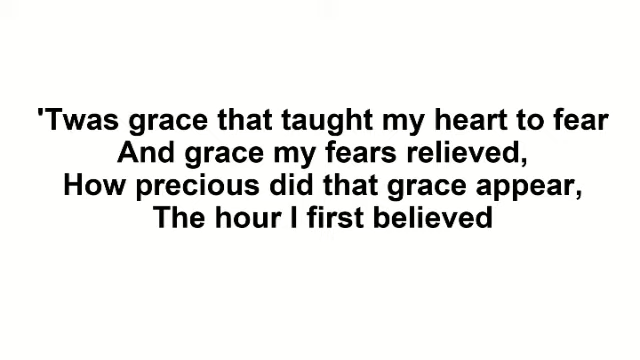 'Twas grace that taught my heart to fear
And grace my fears relieved,
How precious did that grace appear,
The hour I first believed